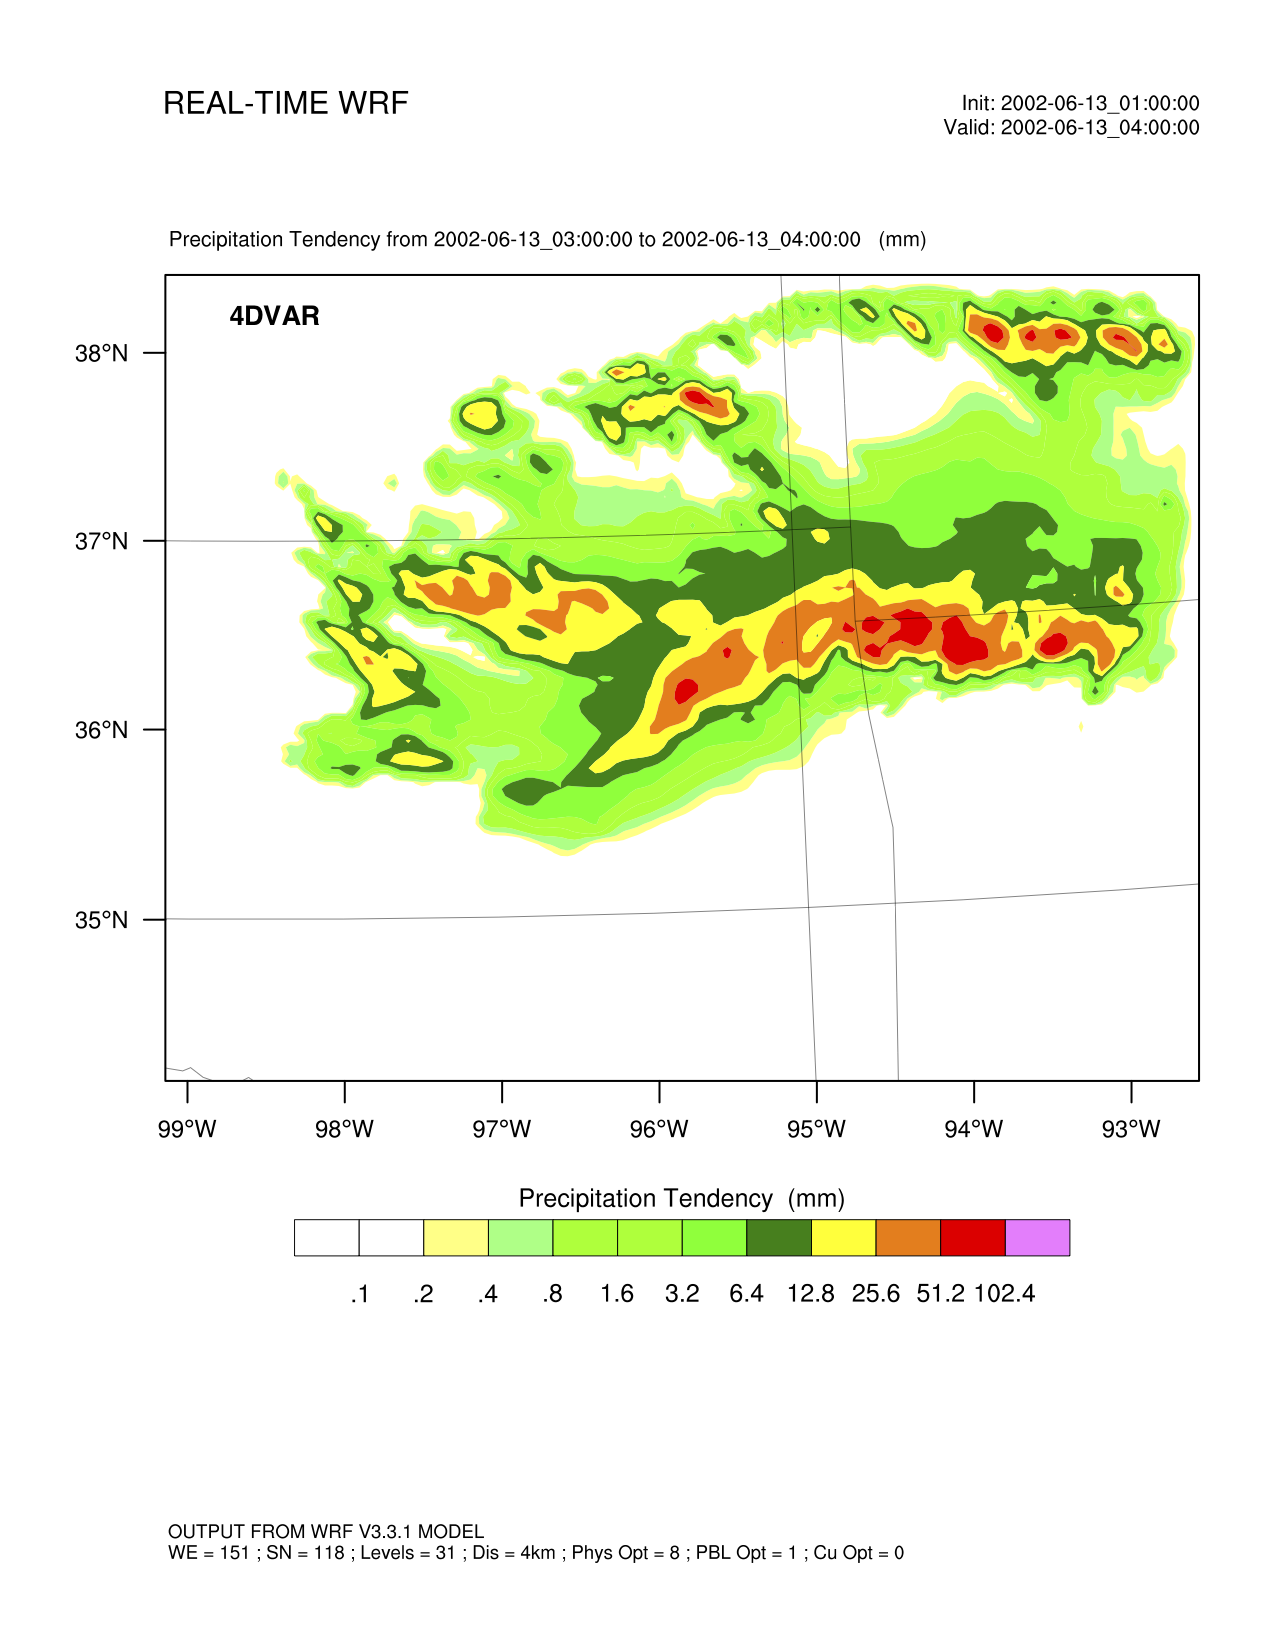 REAL-TIME WRF
Init: 2002-06-13_01:00:00
Valid: 2002-06-13_04:00:00
Precipitation Tendency from 2002-06-13_03:00:00 to 2002-06-13_04:00:00 (mm)
4DVAR
38°N
37°N
36°N
35°N
99°W 98°W 97°W 96°W 95°W 94°W 93°W
Precipitation Tendency (mm)
.1 .2 .4 .8 1.6 3.2 6.4 12.8 25.6 51.2 102.4
OUTPUT FROM WRF V3.3.1 MODEL
WE = 151 ; SN = 118 ; Levels = 31 ; Dis = 4km ; Phys Opt = 8 ; PBL Opt = 1 ; Cu Opt = 0